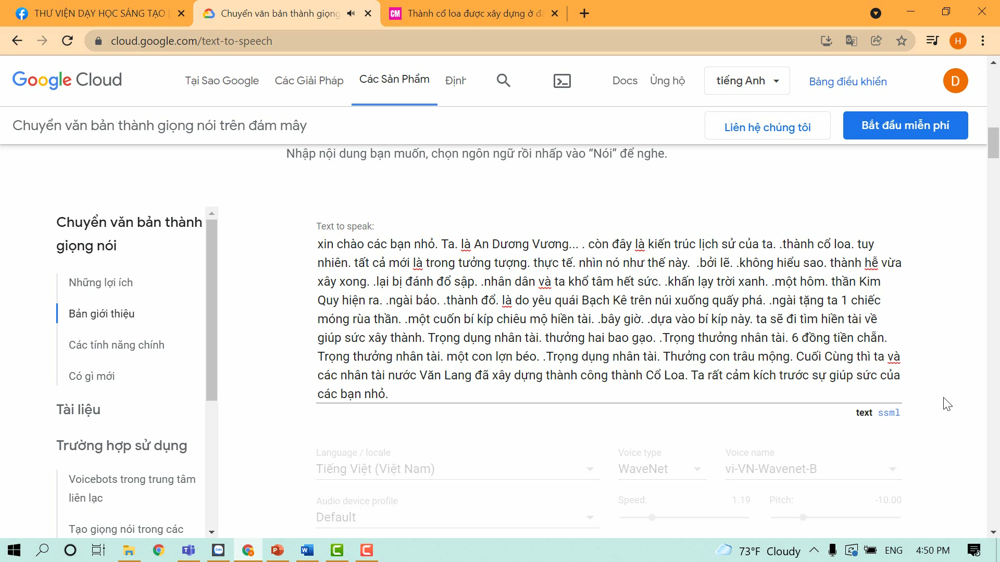 THƯ VIỆN DẠY HỌC SÁNG TẠO |
Chuyển văn bản thành giọng
CM Thành cổ loa được xây dựng ở đâ
cloud.google.com/text-to-speech
H
Google Cloud
Tại Sao Google
Các Giải Pháp
Các Sản Phẩm
Địnl
Docs
Ủng hộ
tiếng Anh
Bảng điều khiển
D
Chuyển văn bản thành giọng nói trên đám mây
Liên hệ chúng tôi
Bắt đầu miễn phí
Nhập nội dung bạn muốn, chọn ngôn ngữ rồi nhấp vào “Nói” để nghe.
Chuyển văn bản thành
giọng nói
Những lợi ích
Bản giới thiệu
Các tính năng chính
Có gì mới
Tài liệu
Trường hợp sử dụng
Voicebots trong trung tâm
liên lạc
Tạo giọng nói trong các
Text to speak:
xin chào các bạn nhỏ. Ta. là An Dương Vương... . còn đây là kiến trúc lịch sử của ta. .thành cổ loa. tuy
nhiên. tất cả mới là trong tưởng tượng. thực tế. nhìn nó như thế này.  .bởi lẽ. .không hiểu sao. thành hễ vừa
xây xong. .lại bị đánh đổ sập. .nhân dân và ta khổ tâm hết sức. .khấn lạy trời xanh. .một hôm. thần Kim
Quy hiện ra. .ngài bảo. .thành đổ. là do yêu quái Bạch Kê trên núi xuống quấy phá. .ngài tặng ta 1 chiếc
móng rùa thần. .một cuốn bí kíp chiêu mộ hiền tài. .bây giờ. .dựa vào bí kíp này. ta sẽ đi tìm hiền tài về
giúp sức xây thành. Trọng dụng nhân tài. thưởng hai bao gạo. .Trọng thưởng nhân tài. 6 đồng tiền chẵn.
Trọng thưởng nhân tài. một con lợn béo. .Trọng dụng nhân tài. Thưởng con trâu mộng. Cuối Cùng thì ta và
các nhân tài nước Văn Lang đã xây dựng thành công thành Cổ Loa. Ta rất cảm kích trước sự giúp sức của
các bạn nhỏ.
text ssml
Language / locale
Tiếng Việt (Việt Nam)
Voice type
WaveNet
Voice name
vi-VN-Wavenet-B
Audio device profile
Default
Speed: 1.19
Pitch: -10.00
Zalo
73°F Cloudy
ENG
4:50 PM